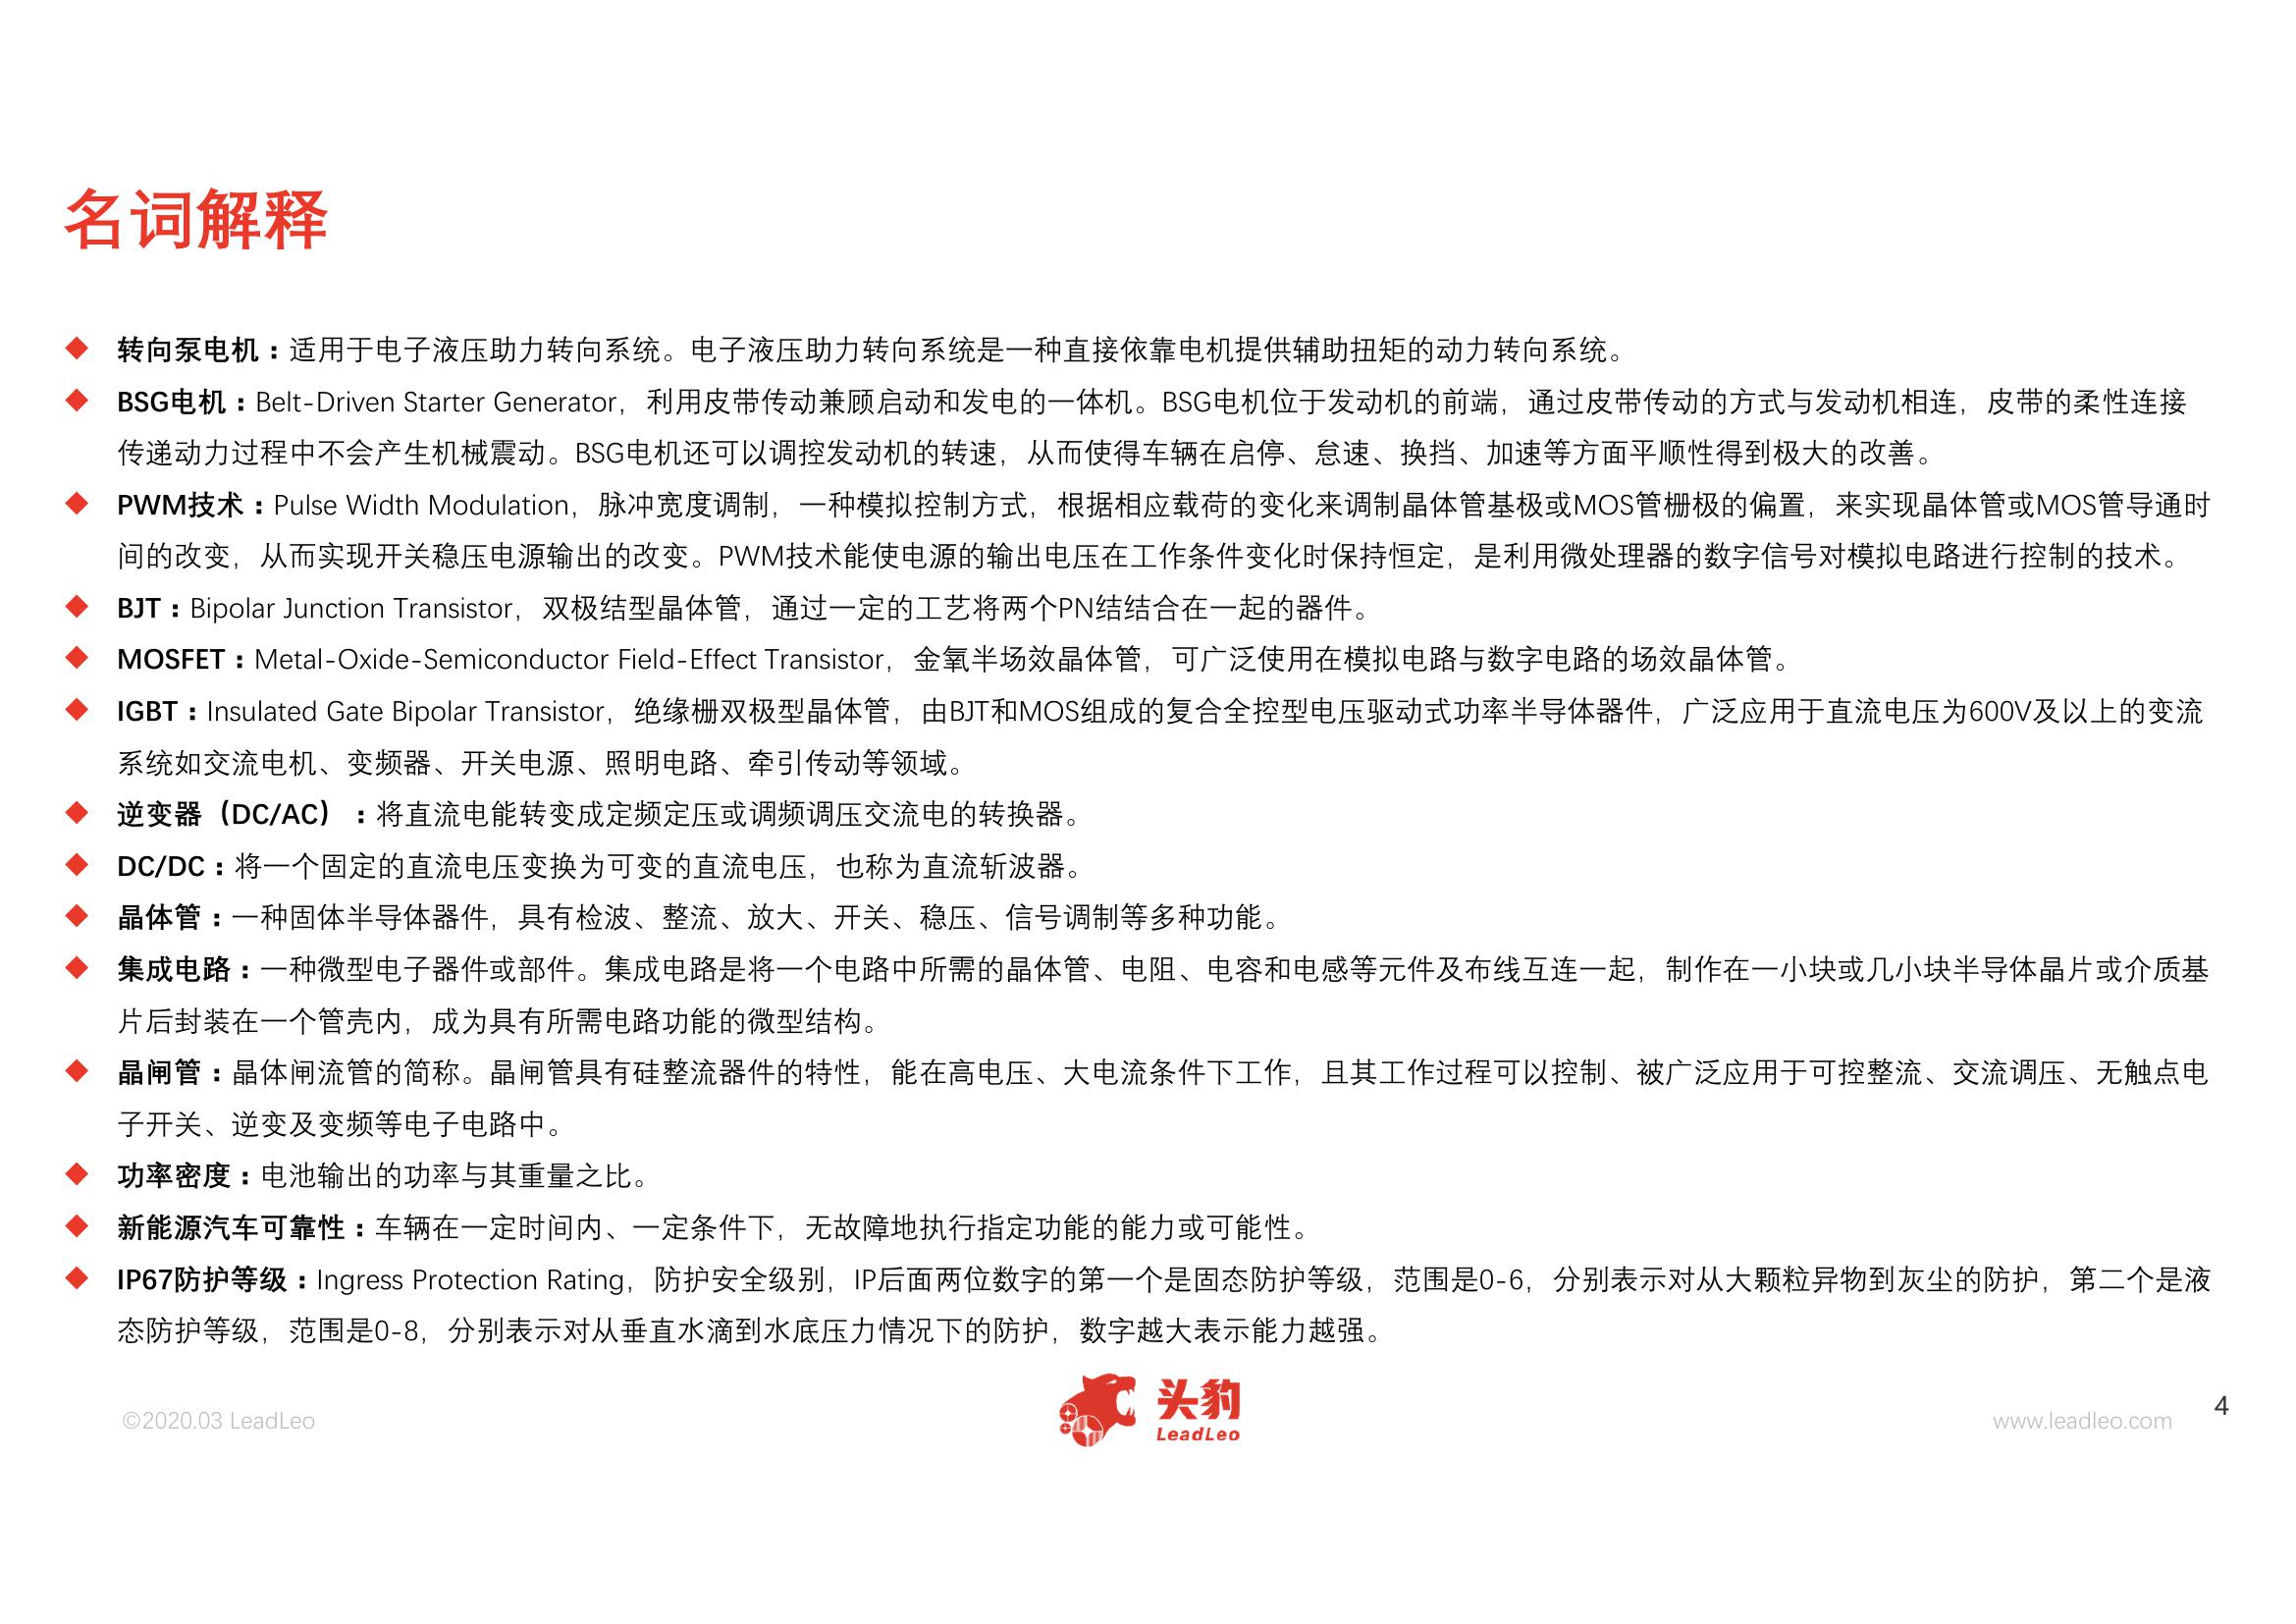 名词解释
转向泵电机：适用于电子液压助力转向系统。电子液压助力转向系统是一种直接依靠电机提供辅助扭矩的动力转向系统。
BSG电机：Belt-Driven Starter Generator，利用皮带传动兼顾启动和发电的一体机。BSG电机位于发动机的前端，通过皮带传动的方式与发动机相连，皮带的柔性连接
传递动力过程中不会产生机械震动。BSG电机还可以调控发动机的转速，从而使得车辆在启停、怠速、换挡、加速等方面平顺性得到极大的改善。
PWM技术：Pulse Width Modulation，脉冲宽度调制，一种模拟控制方式，根据相应载荷的变化来调制晶体管基极或MOS管栅极的偏置，来实现晶体管或MOS管导通时
间的改变，从而实现开关稳压电源输出的改变。PWM技术能使电源的输出电压在工作条件变化时保持恒定，是利用微处理器的数字信号对模拟电路进行控制的技术。
BJT：Bipolar Junction Transistor，双极结型晶体管，通过一定的工艺将两个PN结结合在一起的器件。
MOSFET：Metal-Oxide-Semiconductor Field-Effect Transistor，金氧半场效晶体管，可广泛使用在模拟电路与数字电路的场效晶体管。
IGBT：Insulated Gate Bipolar Transistor，绝缘栅双极型晶体管，由BJT和MOS组成的复合全控型电压驱动式功率半导体器件，广泛应用于直流电压为600V及以上的变流
系统如交流电机、变频器、开关电源、照明电路、牵引传动等领域。
逆变器（DC/AC）：将直流电能转变成定频定压或调频调压交流电的转换器。
DC/DC：将一个固定的直流电压变换为可变的直流电压，也称为直流斩波器。
晶体管：一种固体半导体器件，具有检波、整流、放大、开关、稳压、信号调制等多种功能。
集成电路：一种微型电子器件或部件。集成电路是将一个电路中所需的晶体管、电阻、电容和电感等元件及布线互连一起，制作在一小块或几小块半导体晶片或介质基
片后封装在一个管壳内，成为具有所需电路功能的微型结构。
晶闸管：晶体闸流管的简称。晶闸管具有硅整流器件的特性，能在高电压、大电流条件下工作，且其工作过程可以控制、被广泛应用于可控整流、交流调压、无触点电
子开关、逆变及变频等电子电路中。
功率密度：电池输出的功率与其重量之比。
新能源汽车可靠性：车辆在一定时间内、一定条件下，无故障地执行指定功能的能力或可能性。
IP67防护等级：Ingress Protection Rating，防护安全级别，IP后面两位数字的第一个是固态防护等级，范围是0-6，分别表示对从大颗粒异物到灰尘的防护，第二个是液
态防护等级，范围是0-8，分别表示对从垂直水滴到水底压力情况下的防护，数字越大表示能力越强。
©2020.03 LeadLeo
头豹
LeadLeo
www.leadleo.com
4